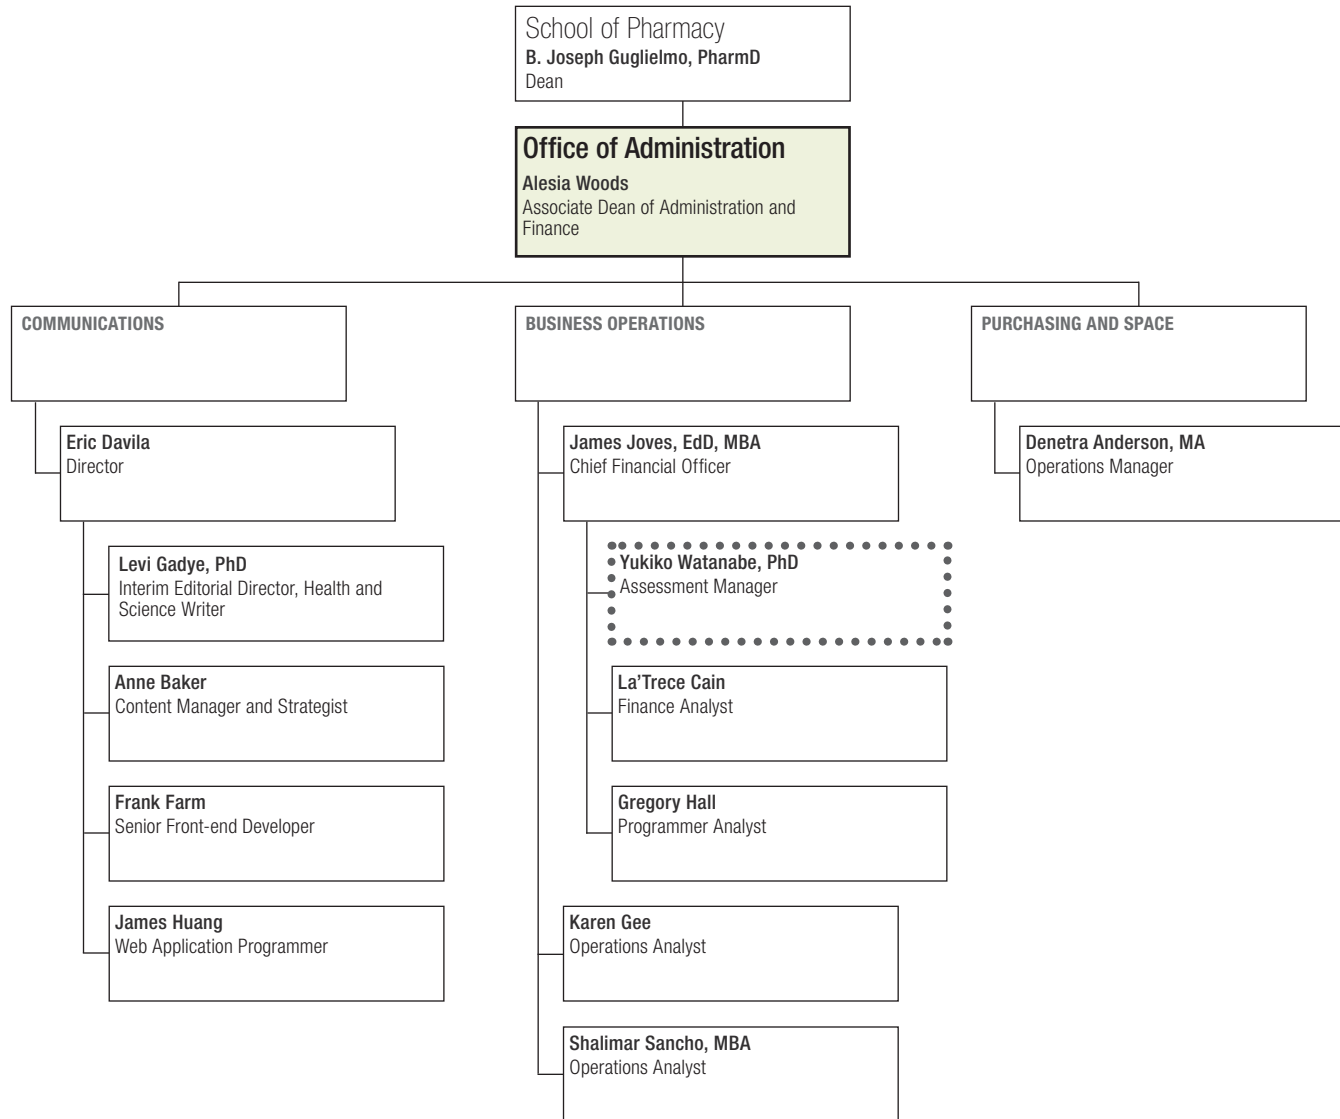 School of Pharmacy
B. Joseph Guglielmo, PharmD
Dean
Office of Administration
Alesia Woods
Associate Dean of Administration and
Finance
COMMUNICATIONS
Eric Davila
Director
Levi Gadye, PhD
Interim Editorial Director, Health and
Science Writer
Anne Baker
Content Manager and Strategist
Frank Farm
Senior Front-end Developer
James Huang
Web Application Programmer
BUSINESS OPERATIONS
James Joves, EdD, MBA
Chief Financial Officer
Yukiko Watanabe, PhD
Assessment Manager
La’Trece Cain
Finance Analyst
Gregory Hall
Programmer Analyst
Karen Gee
Operations Analyst
Shalimar Sancho, MBA
Operations Analyst
PURCHASING AND SPACE
Denetra Anderson, MA
Operations Manager